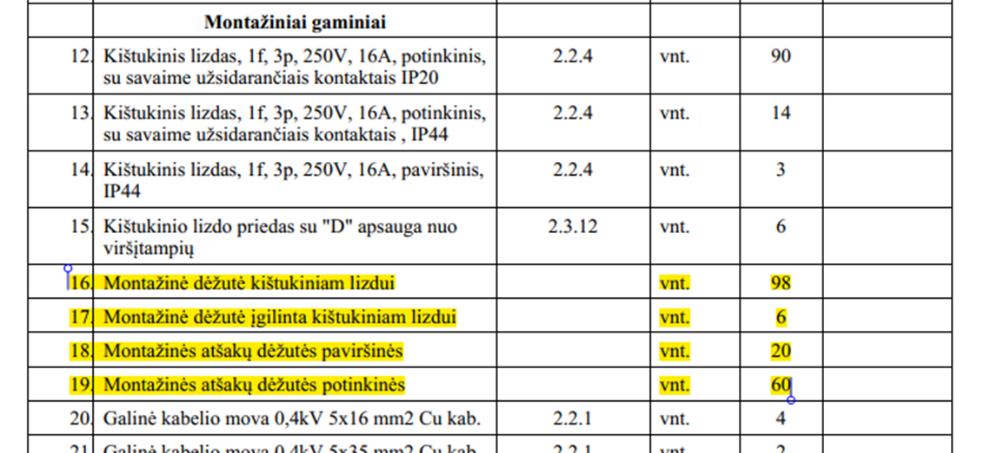 Montažiniai gaminiai
12. Kištukinis lizdas, 1f, 3p, 250V, 16A, potinkinis, 2.2.4 vnt. 90
su savaime užsidarančiais kontaktais IP20
13. Kištukinis lizdas, 1f, 3p, 250V, 16A, potinkinis, 2.2.4 vnt. 14
su savaime užsidarančiais kontaktais , IP44
14. Kištukinis lizdas, 1f, 3p, 250V, 16A, paviršinis, 2.2.4 vnt. 3
IP44
15. Kištukinio lizdo priedas su "D" apsauga nuo 2.3.12 vnt. 6
viršįtampių
16. Montažinė dėžutė kištukiniam lizdui vnt. 98
17. Montažinė dėžutė įgilinta kištukiniam lizdui vnt. 6
18. Montažinės atšakų dėžutės paviršinės vnt. 20
19. Montažinės atšakų dėžutės potinkinės vnt. 60
20. Galinė kabelio mova 0,4kV 5x16 mm2 Cu kab. 2.2.1 vnt. 4
21. Galinė kabelio mova 0,4kV 5x35 mm2 Cu kab. 2.2.1 vnt. 2